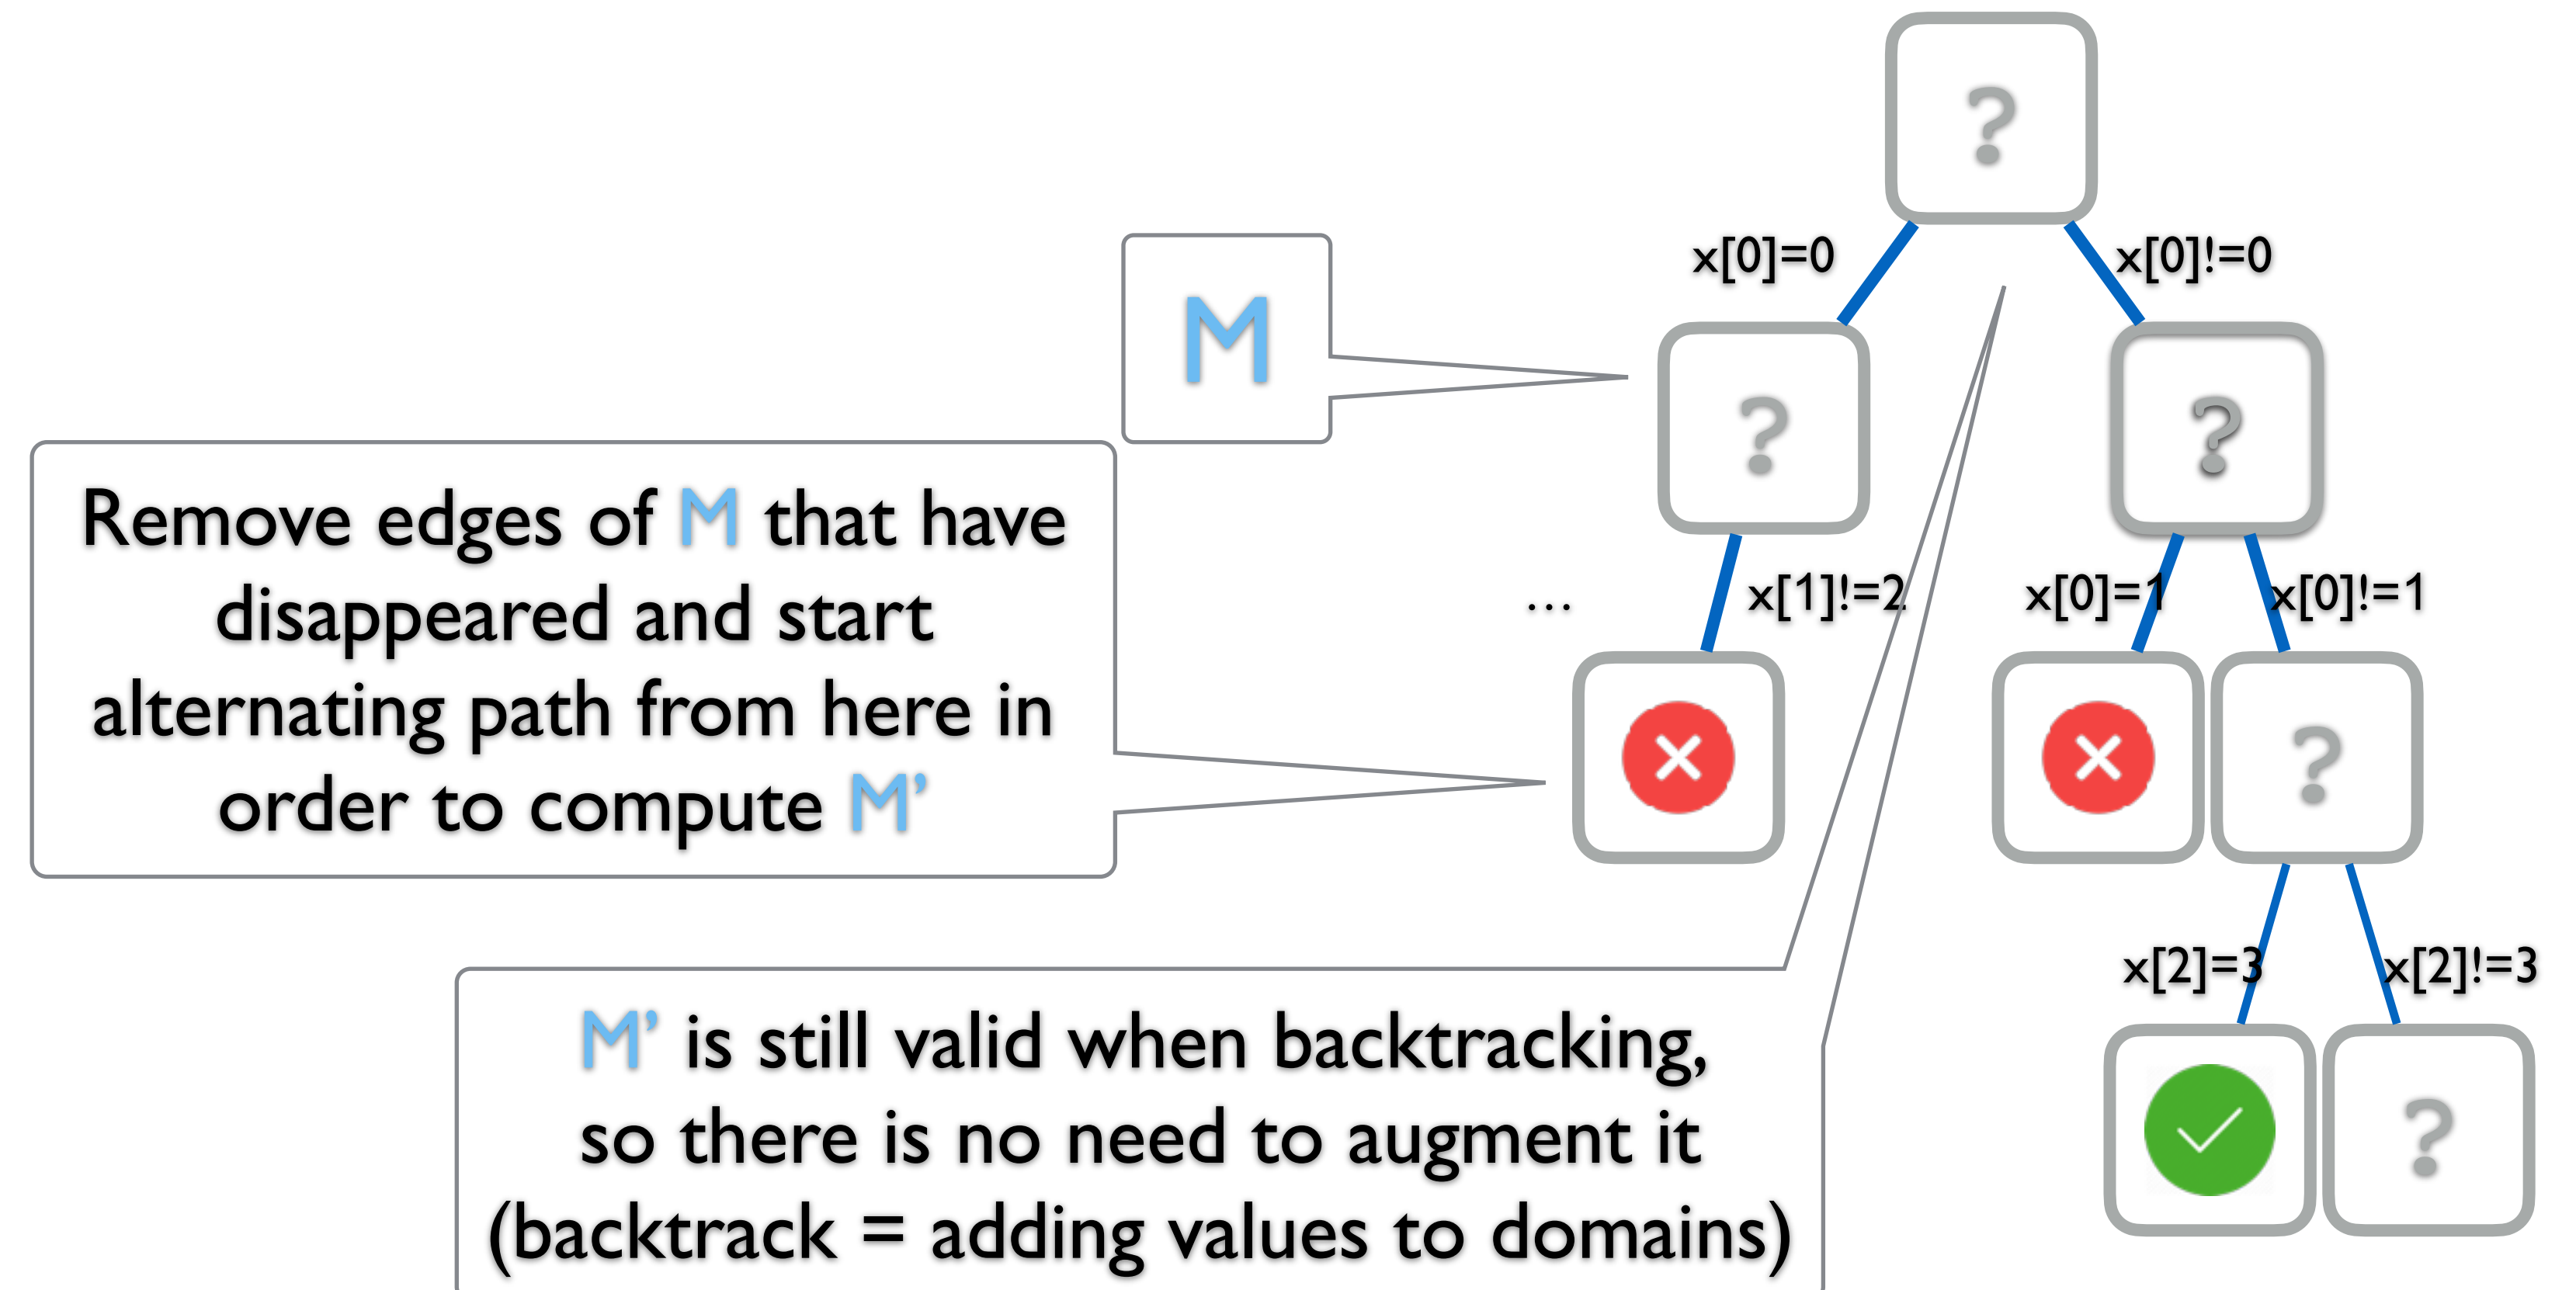 ?
x[0]=0
x[0]!=0
M
?
?
Remove edges of M that have
disappeared and start
alternating path from here in
order to compute M’
...
x[1]!=2
x[0]=1
x[0]!=1
?
x[2]=3
x[2]!=3
M’ is still valid when backtracking,
so there is no need to augment it
(backtrack = adding values to domains)
?